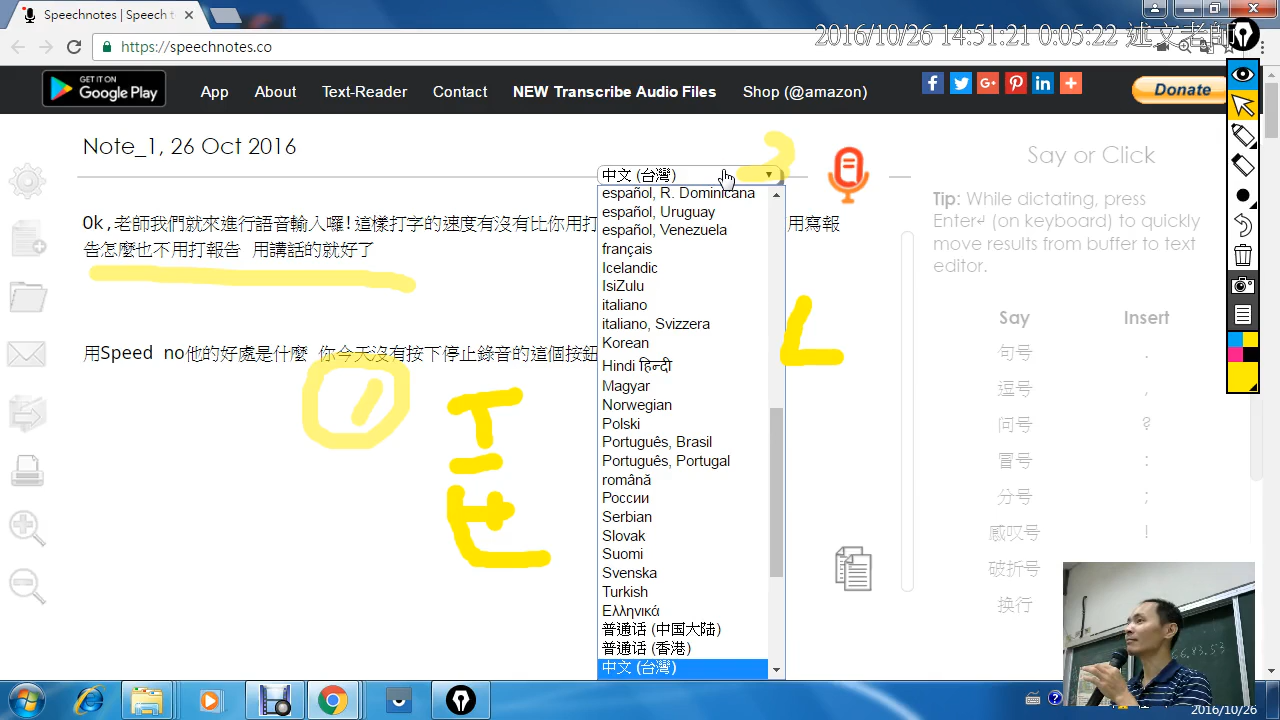 Speechnotes | Speech t
https://speechnotes.co
2016/10/26 14:51:21 0:05:22 述文老師
GET IT ON
Google Play
App
About
Text-Reader
Contact
NEW Transcribe Audio Files
Shop (@amazon)
Donate
Note_1, 26 Oct 2016
中文 (台灣)
3
Ok,老師我們就來進行語音輸入囉!這樣打字的速度有沒有比你用打
用寫報
告怎麼也不用打報告 用講話的就好了
用Speed no他的好處是什麼 你今天沒有按下停止錄音的這個按鈕
español, R. Dominicana
español, Uruguay
español, Venezuela
français
Icelandic
IsiZulu
italiano
italiano, Svizzera
Korean
Hindi हिन्दी
Magyar
Norwegian
Polski
Português, Brasil
Português, Portugal
română
Pоссия
Serbian
Slovak
Suomi
Svenska
Turkish
Ελληνικά
普通话 (中国大陆)
普通话 (香港)
中文 (台灣)
Say or Click
Tip: While dictating, press
Enter↵ (on keyboard) to quickly
move results from buffer to text
editor.
Say Insert
句号 .
逗号 ,
问号 ?
冒号 :
分号 ;
感叹号 !
破折号
换行
2016/10/26